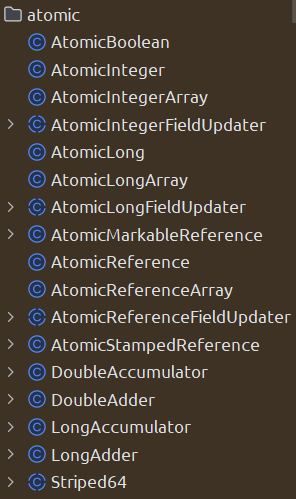 atomic
AtomicBoolean
AtomicInteger
AtomicIntegerArray
AtomicIntegerFieldUpdater
AtomicLong
AtomicLongArray
AtomicLongFieldUpdater
AtomicMarkableReference
AtomicReference
AtomicReferenceArray
AtomicReferenceFieldUpdater
AtomicStampedReference
DoubleAccumulator
DoubleAdder
LongAccumulator
LongAdder
Striped64